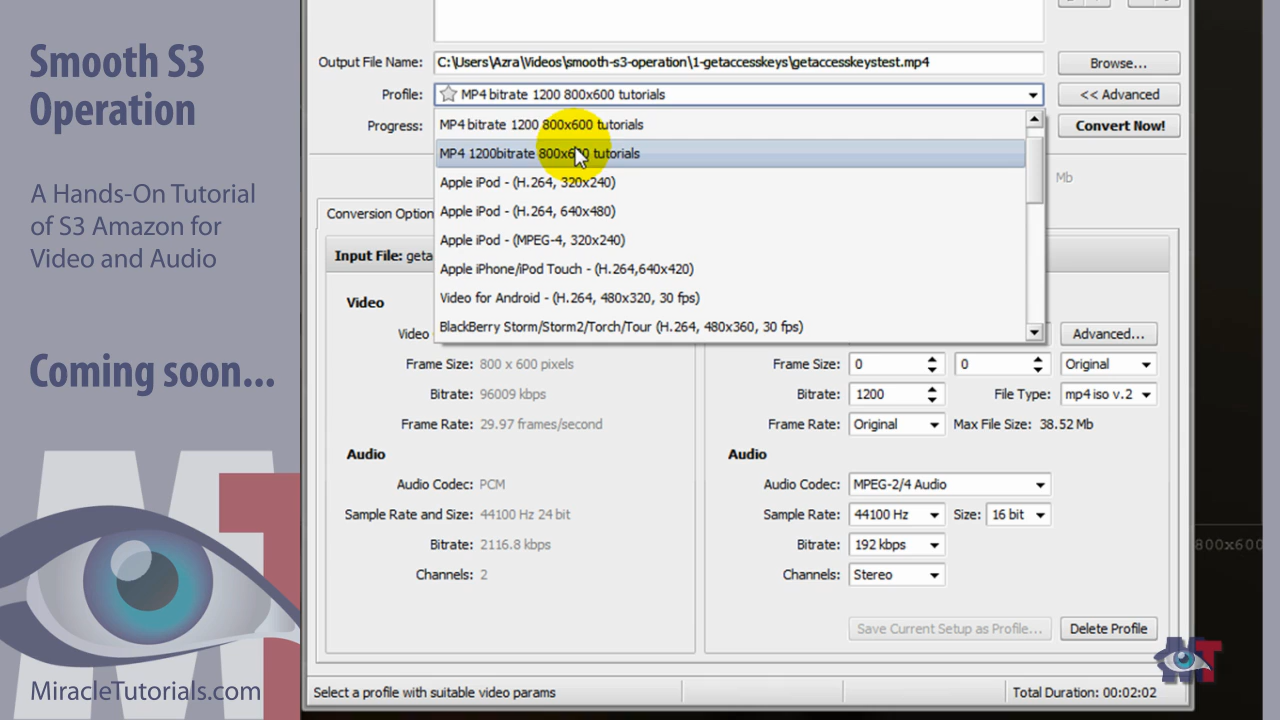 Smooth S3
Operation
A Hands-On Tutorial
of S3 Amazon for
Video and Audio
Coming soon...
MT
MiracleTutorials.com
Output File Name: C:\Users\Azra\Videos\smooth-s3-operation\1-getaccesskeys\getaccesskeystest.mp4 Browse...
Profile: MP4 bitrate 1200 800x600 tutorials << Advanced
Progress: Convert Now!
MP4 bitrate 1200 800x600 tutorials
MP4 1200bitrate 800x600 tutorials
Apple iPod - (H.264, 320x240)
Apple iPod - (H.264, 640x480)
Apple iPod - (MPEG-4, 320x240)
Apple iPhone/iPod Touch - (H.264,640x420)
Video for Android - (H.264, 480x320, 30 fps)
BlackBerry Storm/Storm2/Torch/Tour (H.264, 480x360, 30 fps)
Mb
Conversion Option
Input File: geta
Video
Video
Frame Size: 800 x 600 pixels
Bitrate: 96009 kbps
Frame Rate: 29.97 frames/second
Audio
Audio Codec: PCM
Sample Rate and Size: 44100 Hz 24 bit
Bitrate: 2116.8 kbps
Channels: 2
Advanced...
Frame Size: 0 0 Original
Bitrate: 1200 File Type: mp4 iso v.2
Frame Rate: Original Max File Size: 38.52 Mb
Audio
Audio Codec: MPEG-2/4 Audio
Sample Rate: 44100 Hz Size: 16 bit
Bitrate: 192 kbps
Channels: Stereo
Save Current Setup as Profile... Delete Profile
Select a profile with suitable video params Total Duration: 00:02:02
800x600
MT